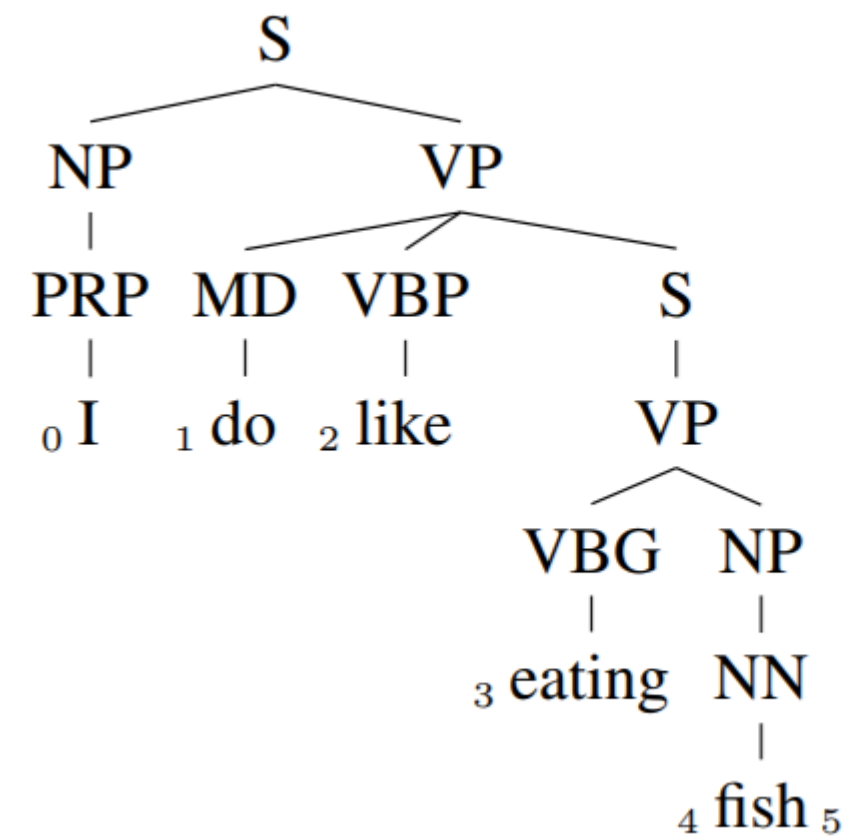 S
NP VP
PRP MD VBP S
0 I 1 do 2 like VP
VBG NP
3 eating NN
4 fish 5